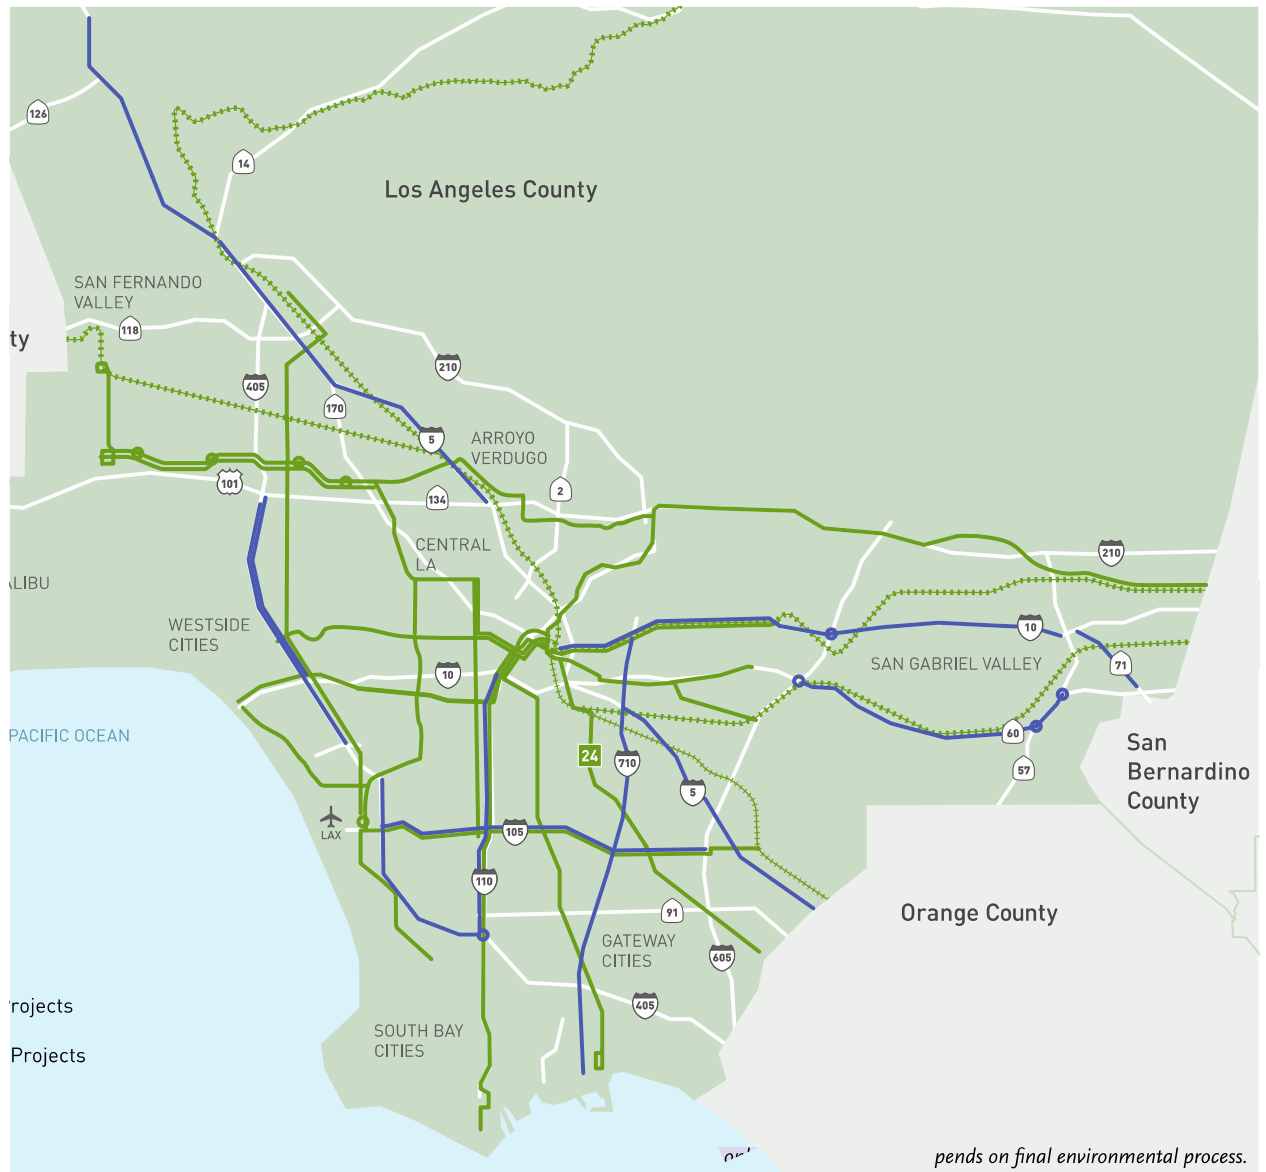 126
14
Los Angeles County
SAN FERNANDO
VALLEY
118
ty
210
405
170
5
ARROYO
VERDUGO
101
134
2
CENTRAL
LA
210
ALIBU
WESTSIDE
CITIES
10
10
SAN GABRIEL VALLEY
71
PACIFIC OCEAN
60
San
Bernardino
County
24
710
57
5
LAX
105
110
91
Orange County
GATEWAY
CITIES
605
rojects
405
SOUTH BAY
CITIES
Projects
pends on final environmental process.